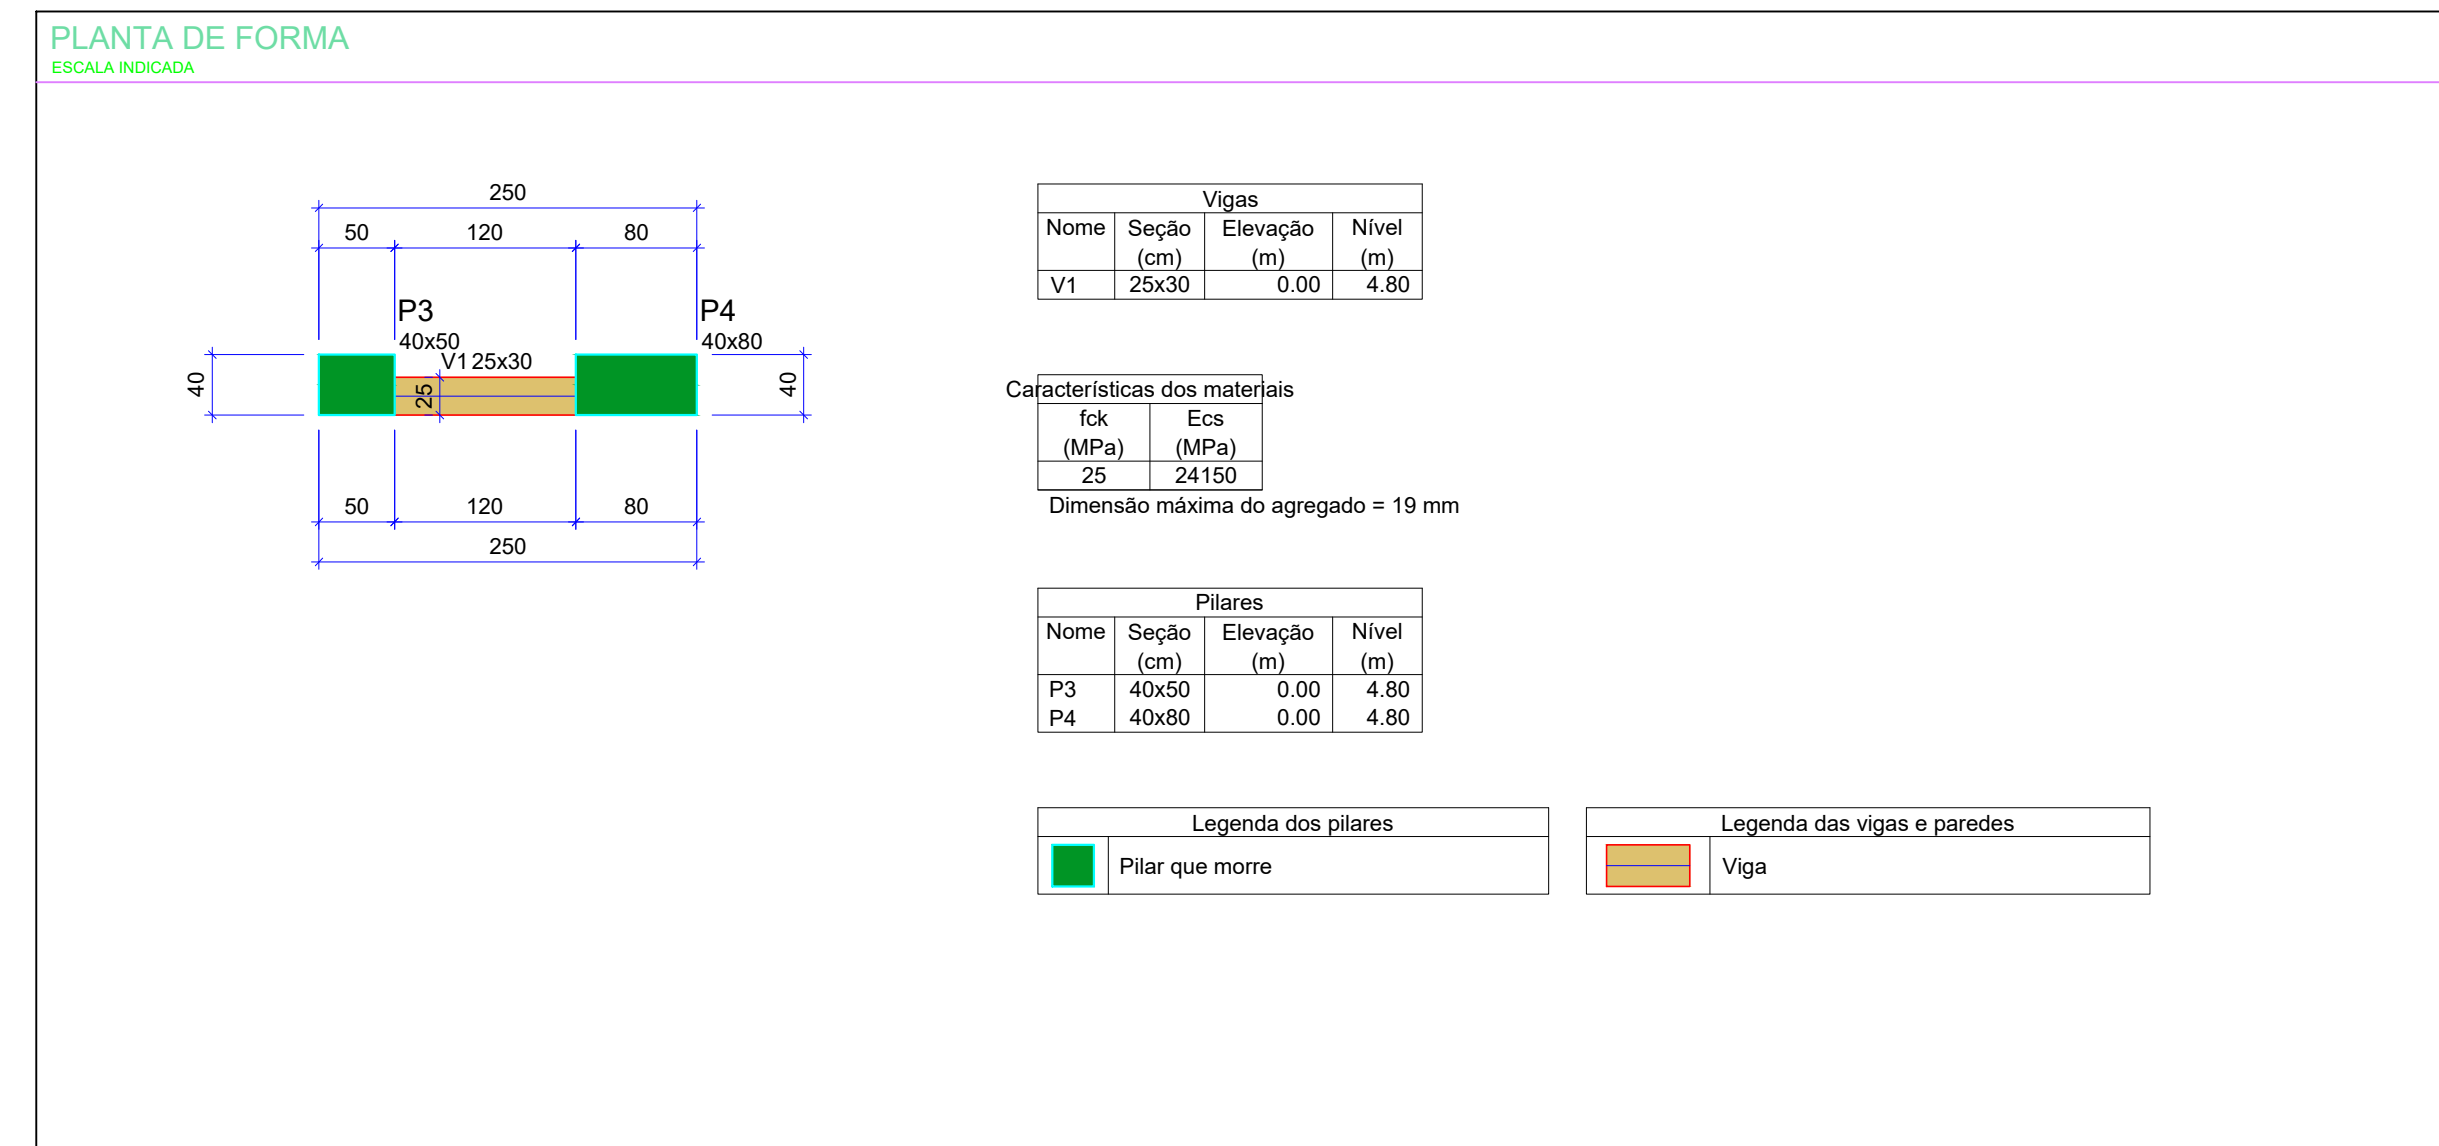 PLANTA DE FORMA
ESCALA INDICADA
250
50 120 80
P3
40x50
P4
40x80
V1 25x30
40
25
40
50 120 80
250
Vigas
Nome Seção Elevação Nível
(cm) (m) (m)
V1 25x30 0.00 4.80
Características dos materiais
fck Ecs
(MPa) (MPa)
25 24150
Dimensão máxima do agregado = 19 mm
Pilares
Nome Seção Elevação Nível
(cm) (m) (m)
P3 40x50 0.00 4.80
P4 40x80 0.00 4.80
Legenda dos pilares
Pilar que morre
Legenda das vigas e paredes
Viga